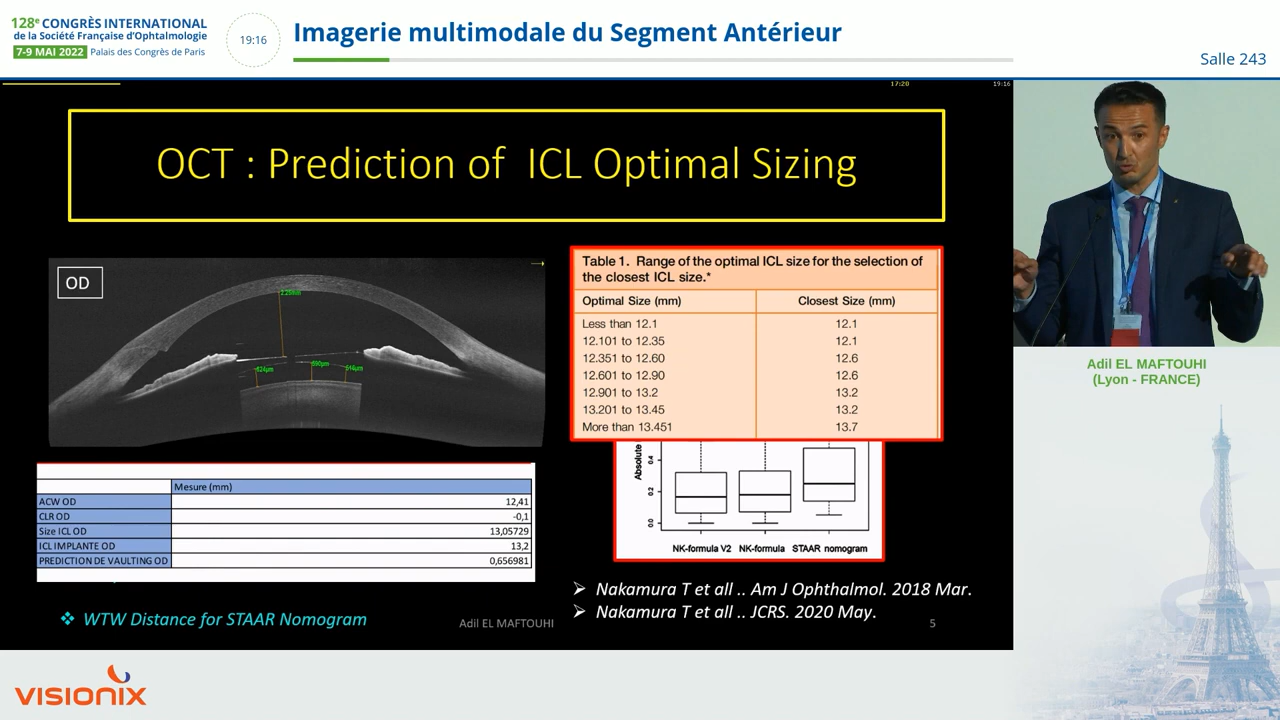 128e CONGRÈS INTERNATIONAL
de la Société Française d'Ophtalmologie
7-9 MAI 2022 Palais des Congrès de Paris
19:16
Imagerie multimodale du Segment Antérieur
Salle 243
17:20
19:16
OCT : Prediction of ICL Optimal Sizing
OD
2.29mm
624µm
690µm
Table 1. Range of the optimal ICL size for the selection of
the closest ICL size.*
Optimal Size (mm) Closest Size (mm)
Less than 12.1 12.1
12.101 to 12.35 12.1
12.351 to 12.60 12.6
12.601 to 12.90 12.6
12.901 to 13.2 13.2
13.201 to 13.45 13.2
More than 13.451 13.7
Absolute
0.4
0.2
0.0
NK-formula V2 NK-formula STAAR nomogram
Mesure (mm)
ACW OD 12,41
CLR OD -0,1
Size ICL OD 13,05729
ICL IMPLANTE OD 13,2
PREDICTION DE VAULTING OD 0,656981
Nakamura T et all .. Am J Ophthalmol. 2018 Mar.
Nakamura T et all .. JCRS. 2020 May.
WTW Distance for STAAR Nomogram
Adil EL MAFTOUHI
5
Adil EL MAFTOUHI
(Lyon - FRANCE)
VISIONIX